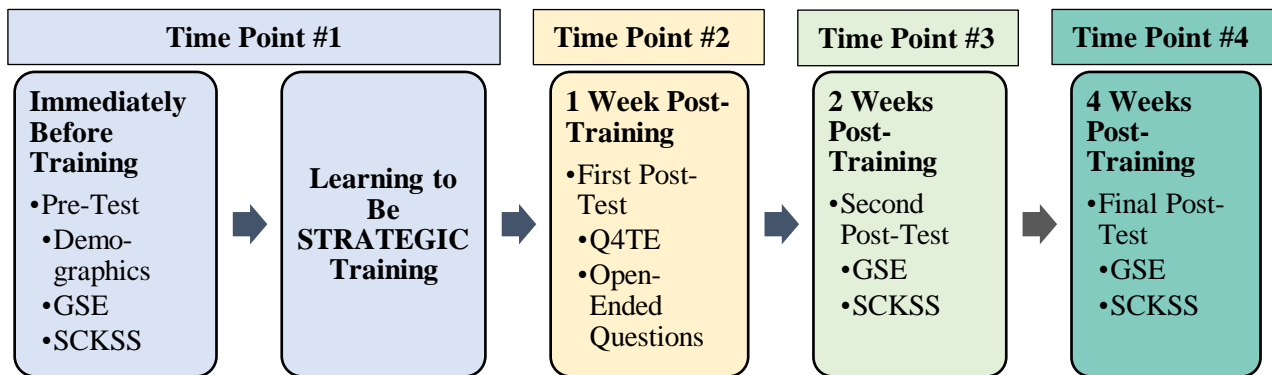 Time Point #1
Time Point #2
Time Point #3
Time Point #4
Immediately
Before
Training
•Pre-Test
•Demo-
graphics
•GSE
•SCKSS
Learning to
Be
STRATEGIC
Training
1 Week Post-
Training
•First Post-
Test
•Q4TE
•Open-
Ended
Questions
2 Weeks
Post-
Training
•Second
Post-Test
•GSE
•SCKSS
4 Weeks
Post-
Training
•Final Post-
Test
•GSE
•SCKSS